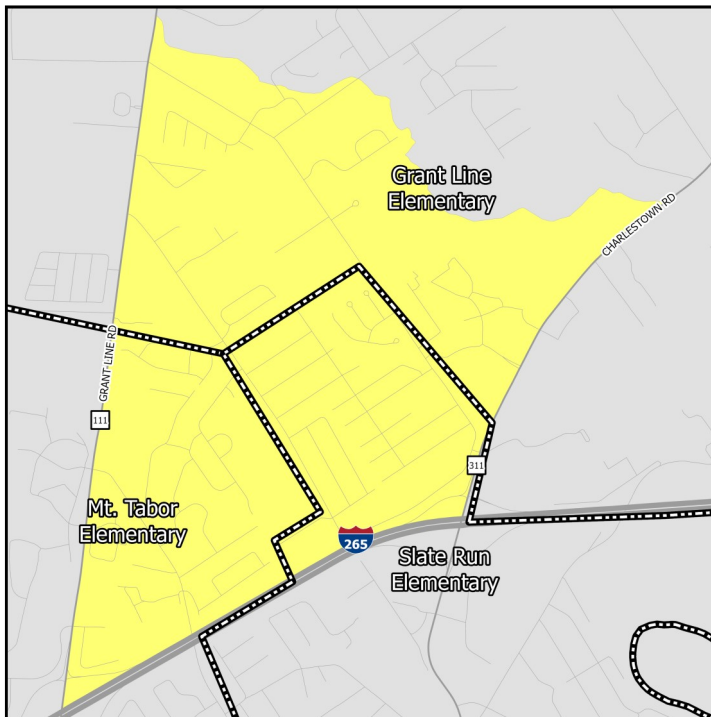 Grant Line
Elementary
CHARLESTOWN RD
GRANT LINE RD
111
311
Mt. Tabor
Elementary
265
Slate Run
Elementary